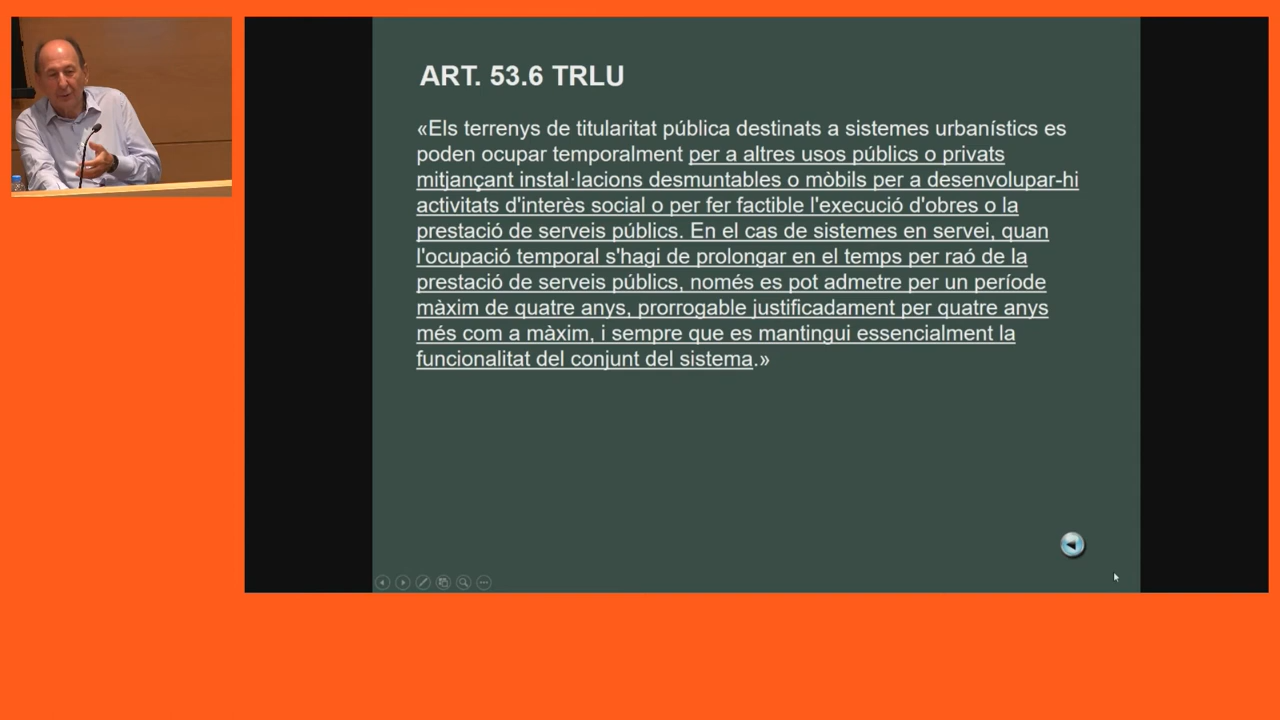 ART. 53.6 TRLU
«Els terrenys de titularitat pública destinats a sistemes urbanístics es
poden ocupar temporalment per a altres usos públics o privats
mitjançant instal·lacions desmuntables o mòbils per a desenvolupar-hi
activitats d'interès social o per fer factible l'execució d'obres o la
prestació de serveis públics. En el cas de sistemes en servei, quan
l'ocupació temporal s'hagi de prolongar en el temps per raó de la
prestació de serveis públics, només es pot admetre per un període
màxim de quatre anys, prorrogable justificadament per quatre anys
més com a màxim, i sempre que es mantingui essencialment la
funcionalitat del conjunt del sistema.»